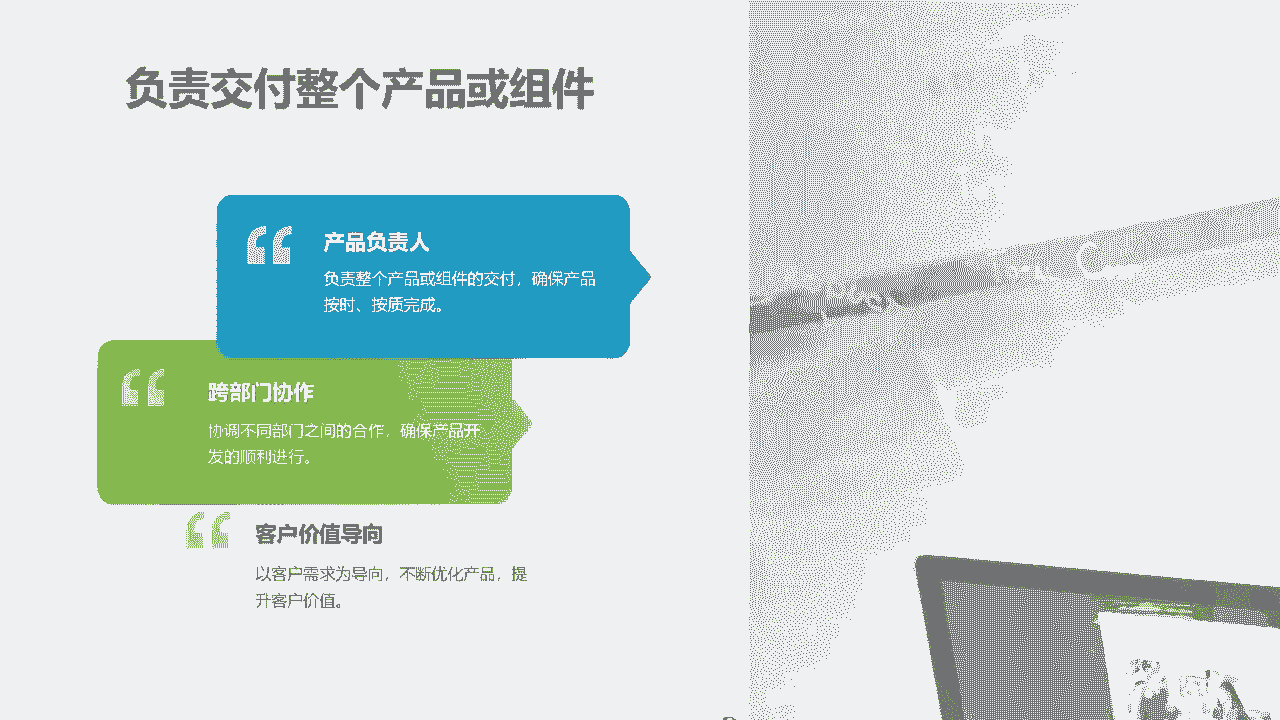 负责交付整个产品或组件
产品负责人
负责整个产品或组件的交付，确保产品
按时、按质完成。
跨部门协作
协调不同部门之间的合作，确保产品开
发的顺利进行。
客户价值导向
以客户需求为导向，不断优化产品，提
升客户价值。